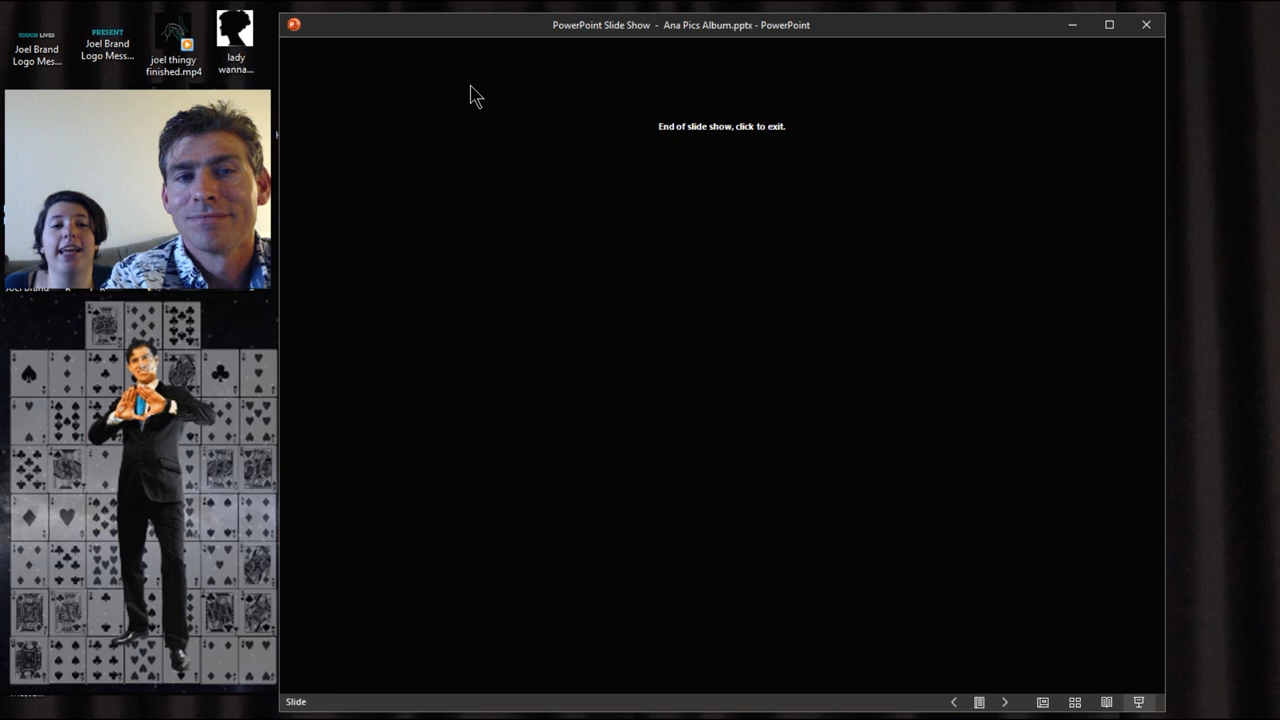 PowerPoint Slide Show - Ana Pics Album.pptx - PowerPoint
TOUCH LIVES
Joel Brand
Logo Mes...
PRESENT
Joel Brand
Logo Mess...
joel thingy
finished.mp4
lady
wanna...
End of slide show, click to exit.
Slide